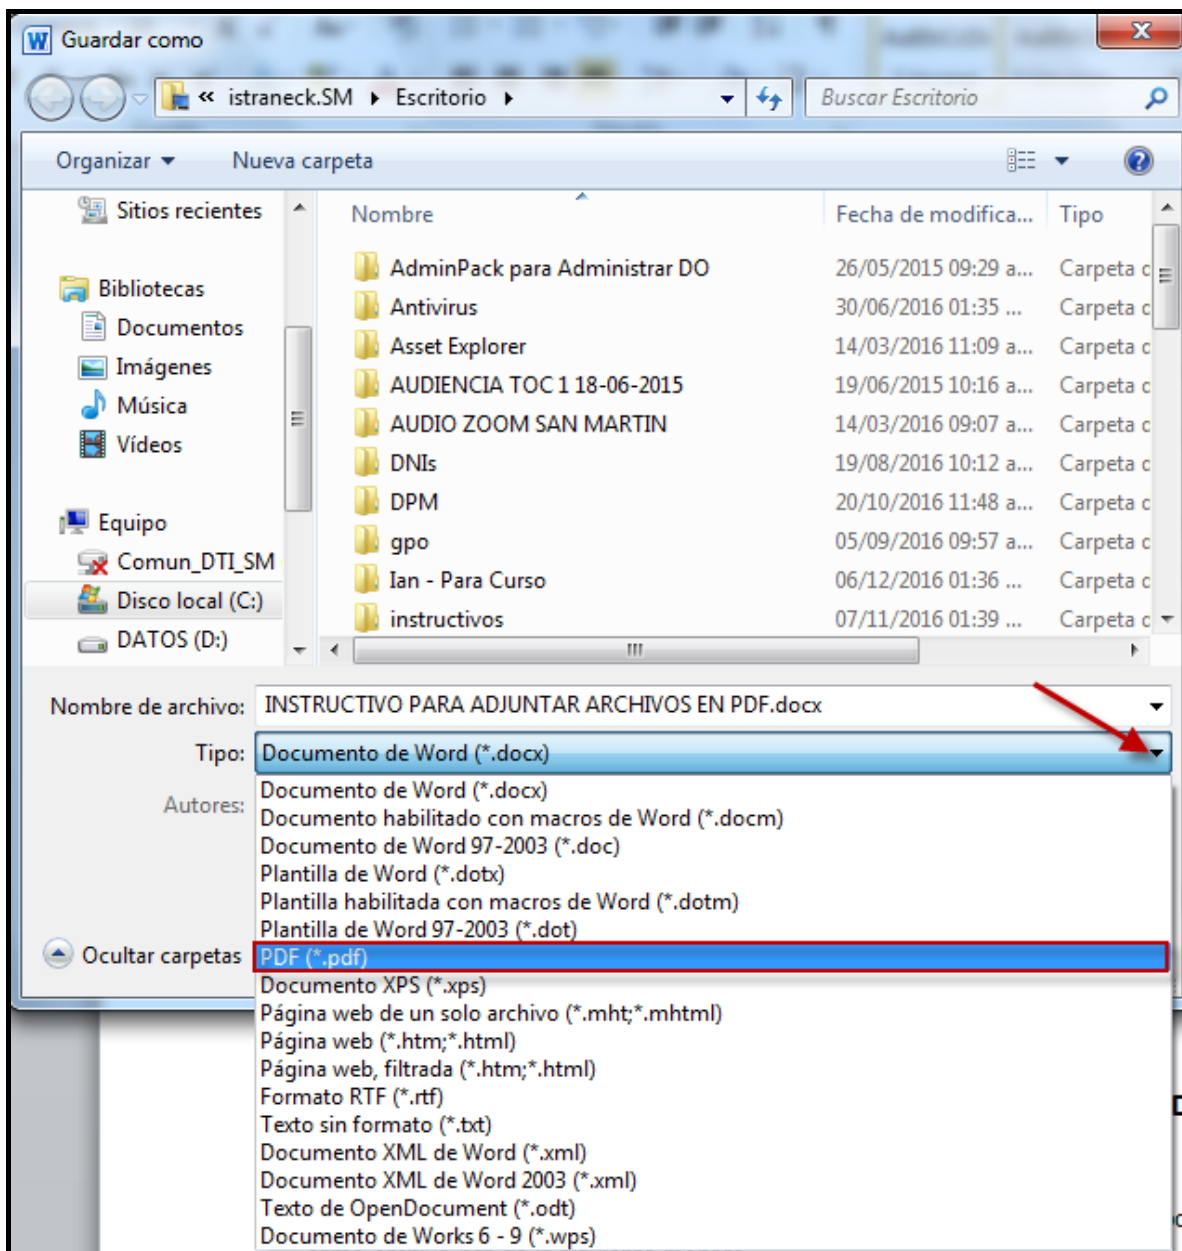 Guardar como
« istraneck.SM ▸ Escritorio ▸
Buscar Escritorio
Organizar Nueva carpeta
Sitios recientes
Bibliotecas
Documentos
Imágenes
Música
Vídeos
Equipo
Comun_DTI_SM
Disco local (C:)
DATOS (D:)
Nombre Fecha de modifica... Tipo
AdminPack para Administrar DO 26/05/2015 09:29 a... Carpeta d
Antivirus 30/06/2016 01:35 ... Carpeta d
Asset Explorer 14/03/2016 11:09 a... Carpeta d
AUDIENCIA TOC 1 18-06-2015 19/06/2015 10:16 a... Carpeta d
AUDIO ZOOM SAN MARTIN 14/03/2016 09:07 a... Carpeta d
DNIs 19/08/2016 10:12 a... Carpeta d
DPM 20/10/2016 11:48 a... Carpeta d
gpo 05/09/2016 09:57 a... Carpeta d
Ian - Para Curso 06/12/2016 01:36 ... Carpeta d
instructivos 07/11/2016 01:39 ... Carpeta d
Nombre de archivo: INSTRUCTIVO PARA ADJUNTAR ARCHIVOS EN PDF.docx
Tipo: Documento de Word (*.docx)
Autores:
Ocultar carpetas
Documento de Word (*.docx)
Documento habilitado con macros de Word (*.docm)
Documento de Word 97-2003 (*.doc)
Plantilla de Word (*.dotx)
Plantilla habilitada con macros de Word (*.dotm)
Plantilla de Word 97-2003 (*.dot)
PDF (*.pdf)
Documento XPS (*.xps)
Página web de un solo archivo (*.mht;*.mhtml)
Página web (*.htm;*.html)
Página web, filtrada (*.htm;*.html)
Formato RTF (*.rtf)
Texto sin formato (*.txt)
Documento XML de Word (*.xml)
Documento XML de Word 2003 (*.xml)
Texto de OpenDocument (*.odt)
Documento de Works 6 - 9 (*.wps)